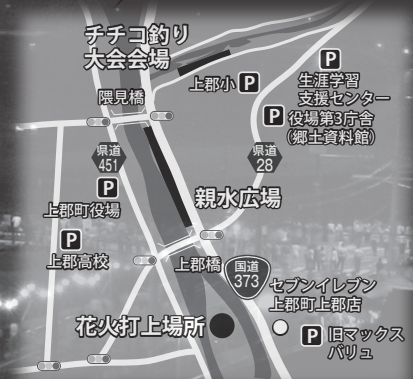 チチコ釣り
大会会場
上郡小 P
P
生涯学習
支援センター
P 役場第3庁舎
(郷土資料館)
隈見橋
県道
451
県道
28
P
上郡町役場
親水広場
P
上郡高校
上郡橋
国道
373
セブンイレブン
上郡町上郡店
花火打上場所
P 旧マックス
バリュ